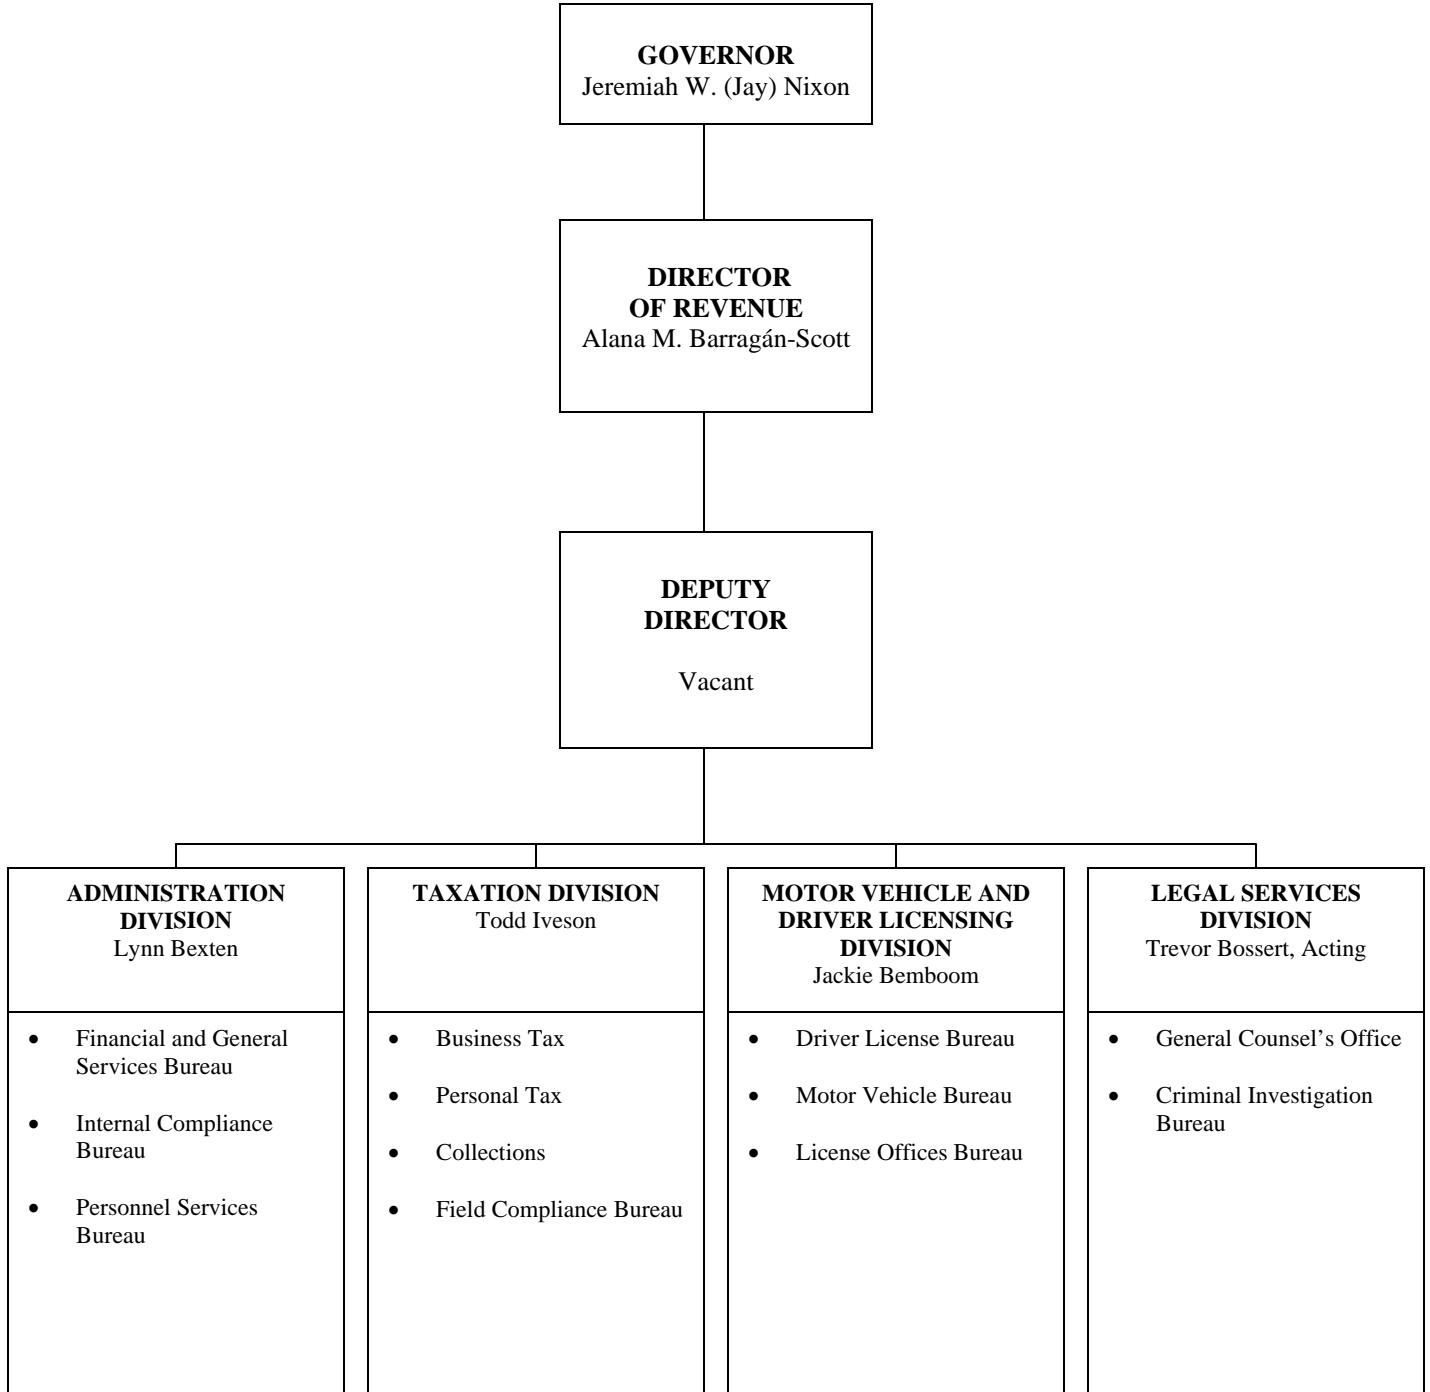 GOVERNOR
Jeremiah W. (Jay) Nixon
DIRECTOR
OF REVENUE
Alana M. Barragán-Scott
DEPUTY
DIRECTOR
Vacant
ADMINISTRATION
DIVISION
Lynn Bexten
• Financial and General
Services Bureau
• Internal Compliance
Bureau
• Personnel Services
Bureau
TAXATION DIVISION
Todd Iveson
• Business Tax
• Personal Tax
• Collections
• Field Compliance Bureau
MOTOR VEHICLE AND
DRIVER LICENSING
DIVISION
Jackie Bemboom
• Driver License Bureau
• Motor Vehicle Bureau
• License Offices Bureau
LEGAL SERVICES
DIVISION
Trevor Bossert, Acting
• General Counsel’s Office
• Criminal Investigation
Bureau